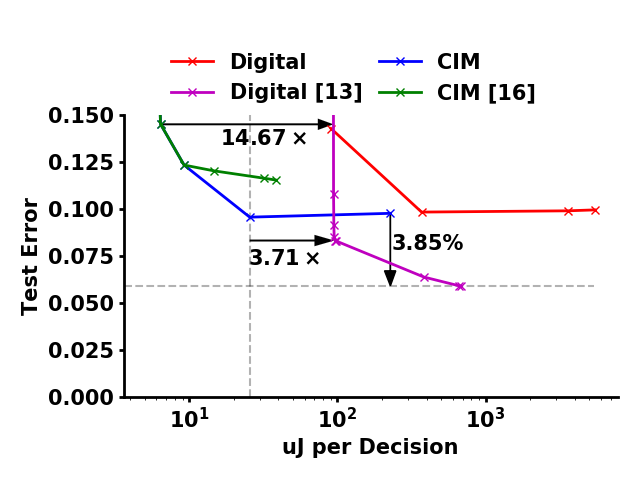 Digital CIM
Digital [13] CIM [16]
0.150
14.67 ×
0.125
0.100
3.85%
0.075
3.71 ×
0.050
0.025
0.000
Test Error
10¹ 10² 10³
uJ per Decision